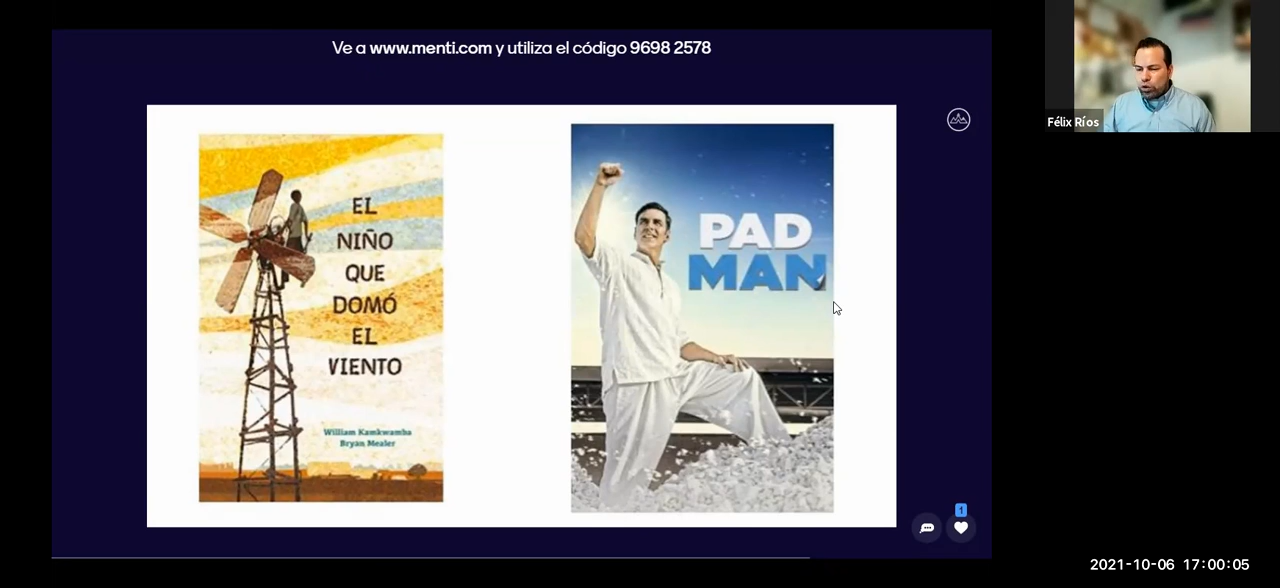 Ve a www.menti.com y utiliza el código 9698 2578
Félix Ríos
EL
NIÑO
QUE
DOMÓ
EL
VIENTO
William Kamkwamba
Bryan Mealer
PAD
MAN
1
2021-10-06 17:00:05